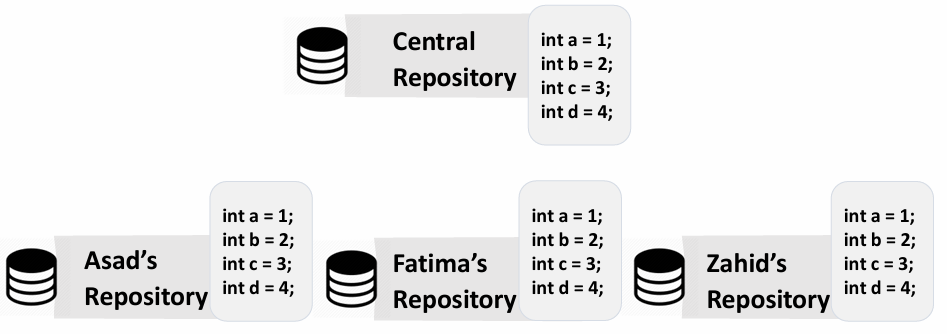 Central
Repository
int a = 1;
int b = 2;
int c = 3;
int d = 4;
Asad’s
Repository
int a = 1;
int b = 2;
int c = 3;
int d = 4;
Fatima’s
Repository
int a = 1;
int b = 2;
int c = 3;
int d = 4;
Zahid’s
Repository
int a = 1;
int b = 2;
int c = 3;
int d = 4;